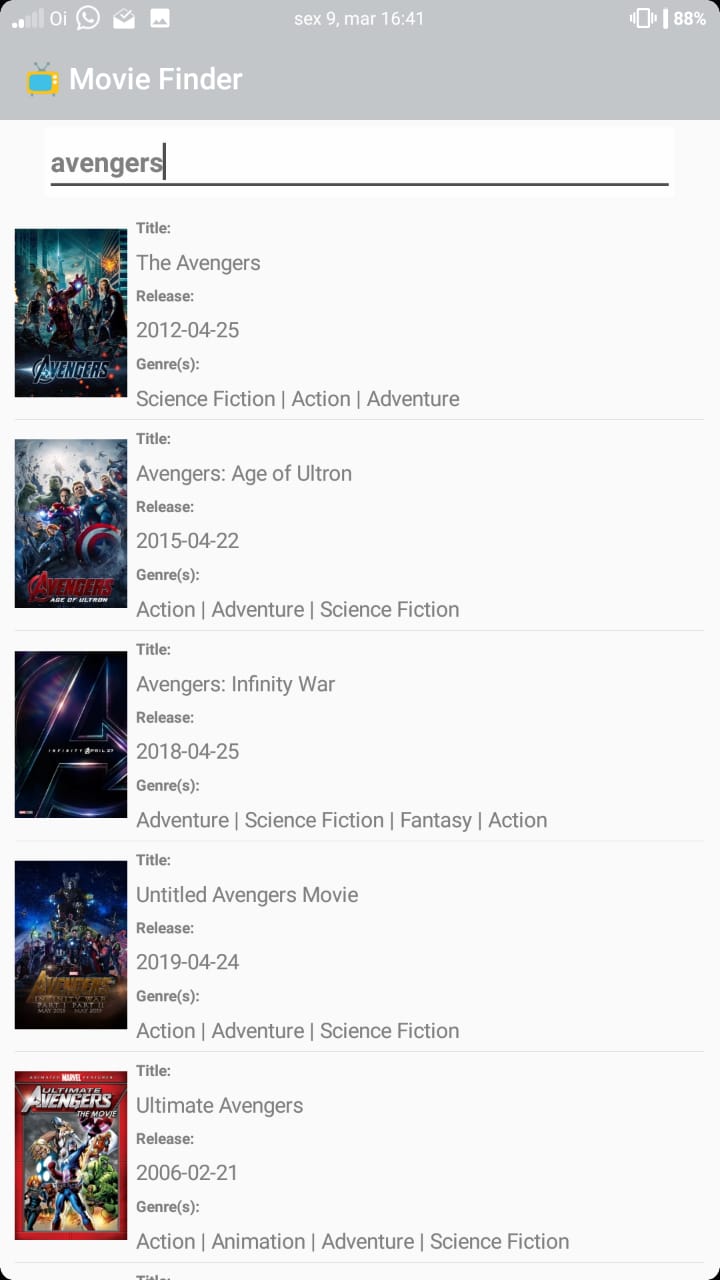 Oi sex 9, mar 16:41 88%
Movie Finder
avengers
Title:
The Avengers
Release:
2012-04-25
Genre(s):
Science Fiction | Action | Adventure
AVENGERS
Title:
Avengers: Age of Ultron
Release:
2015-04-22
Genre(s):
Action | Adventure | Science Fiction
AVENGERS
AGE OF ULTRON
Title:
Avengers: Infinity War
Release:
2018-04-25
Genre(s):
Adventure | Science Fiction | Fantasy | Action
INFINITY APRIL 27
Title:
Untitled Avengers Movie
Release:
2019-04-24
Genre(s):
Action | Adventure | Science Fiction
AVENGERS
INFINITY WAR
PART I PART II
Title:
Ultimate Avengers
Release:
2006-02-21
Genre(s):
Action | Animation | Adventure | Science Fiction
ANIMATED MARVEL FEATURES
ULTIMATE
AVENGERS
THE MOVIE
Title: